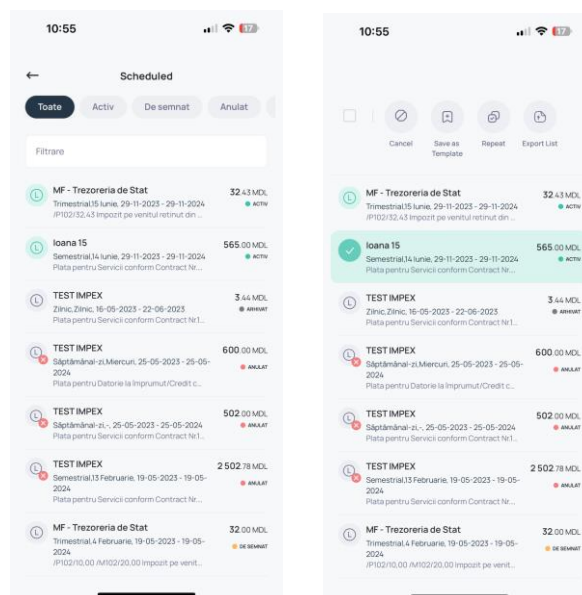 10:55
17
Scheduled
Toate Activ De semnat Anulat
Filtrare
MF - Trezoreria de Stat 32.43 MDL
Trimestrial,15 Iunie, 29-11-2023 - 29-11-2024 ACTIV
/P102/32,43 Impozit pe venitul retinut din ...
Ioana 15 565.00 MDL
Semestrial,14 Iunie, 29-11-2023 - 29-11-2024 ACTIV
Plata pentru Servicii conform Contract Nr....
TEST IMPEX 3.44 MDL
Zilnic,Zilnic, 16-05-2023 - 22-06-2023 ARHIVAT
Plata pentru Servicii conform Contract Nr.1...
TEST IMPEX 600.00 MDL
Săptămânal-zi,Miercuri, 25-05-2023 - 25-05-
2024 ANULAT
Plata pentru Datorie la Imprumut/Credit c...
TEST IMPEX 502.00 MDL
Săptămânal-zi,-, 25-05-2023 - 25-05-2024 ANULAT
Plata pentru Servicii conform Contract Nr.1...
TEST IMPEX 2 502.78 MDL
Semestrial,13 Februarie, 19-05-2023 - 19-05-
2024 ANULAT
Plata pentru Servicii conform Contract Nr....
MF - Trezoreria de Stat 32.00 MDL
Trimestrial,4 Februarie, 19-05-2023 - 19-05-
2024 DE SEMNAT
/P102/10,00 /M102/20,00 Impozit pe venit...
10:55
17
Cancel Save as Repeat Export List
Template
MF - Trezoreria de Stat 32.43 MDL
Trimestrial,15 Iunie, 29-11-2023 - 29-11-2024 ACTIV
/P102/32,43 Impozit pe venitul retinut din ...
Ioana 15 565.00 MDL
Semestrial,14 Iunie, 29-11-2023 - 29-11-2024 ACTIV
Plata pentru Servicii conform Contract Nr....
TEST IMPEX 3.44 MDL
Zilnic,Zilnic, 16-05-2023 - 22-06-2023 ARHIVAT
Plata pentru Servicii conform Contract Nr.1...
TEST IMPEX 600.00 MDL
Săptămânal-zi,Miercuri, 25-05-2023 - 25-05-
2024 ANULAT
Plata pentru Datorie la Imprumut/Credit c...
TEST IMPEX 502.00 MDL
Săptămânal-zi,-, 25-05-2023 - 25-05-2024 ANULAT
Plata pentru Servicii conform Contract Nr.1...
TEST IMPEX 2 502.78 MDL
Semestrial,13 Februarie, 19-05-2023 - 19-05-
2024 ANULAT
Plata pentru Servicii conform Contract Nr....
MF - Trezoreria de Stat 32.00 MDL
Trimestrial,4 Februarie, 19-05-2023 - 19-05-
2024 DE SEMNAT
/P102/10,00 /M102/20,00 Impozit pe venit...